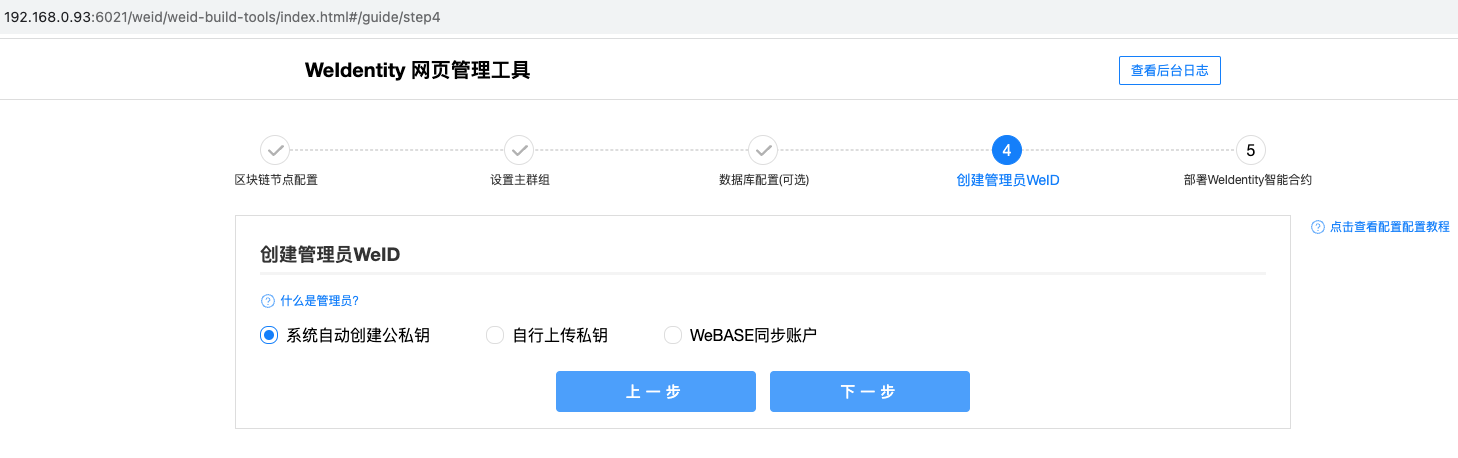 192.168.0.93:6021/weid/weid-build-tools/index.html#/guide/step4
WeIdentity 网页管理工具
查看后台日志
4
5
区块链节点配置
设置主群组
数据库配置(可选)
创建管理员WeID
部署WeIdentity智能合约
点击查看配置配置教程
创建管理员WeID
什么是管理员?
系统自动创建公私钥
自行上传私钥
WeBASE同步账户
上一步
下一步